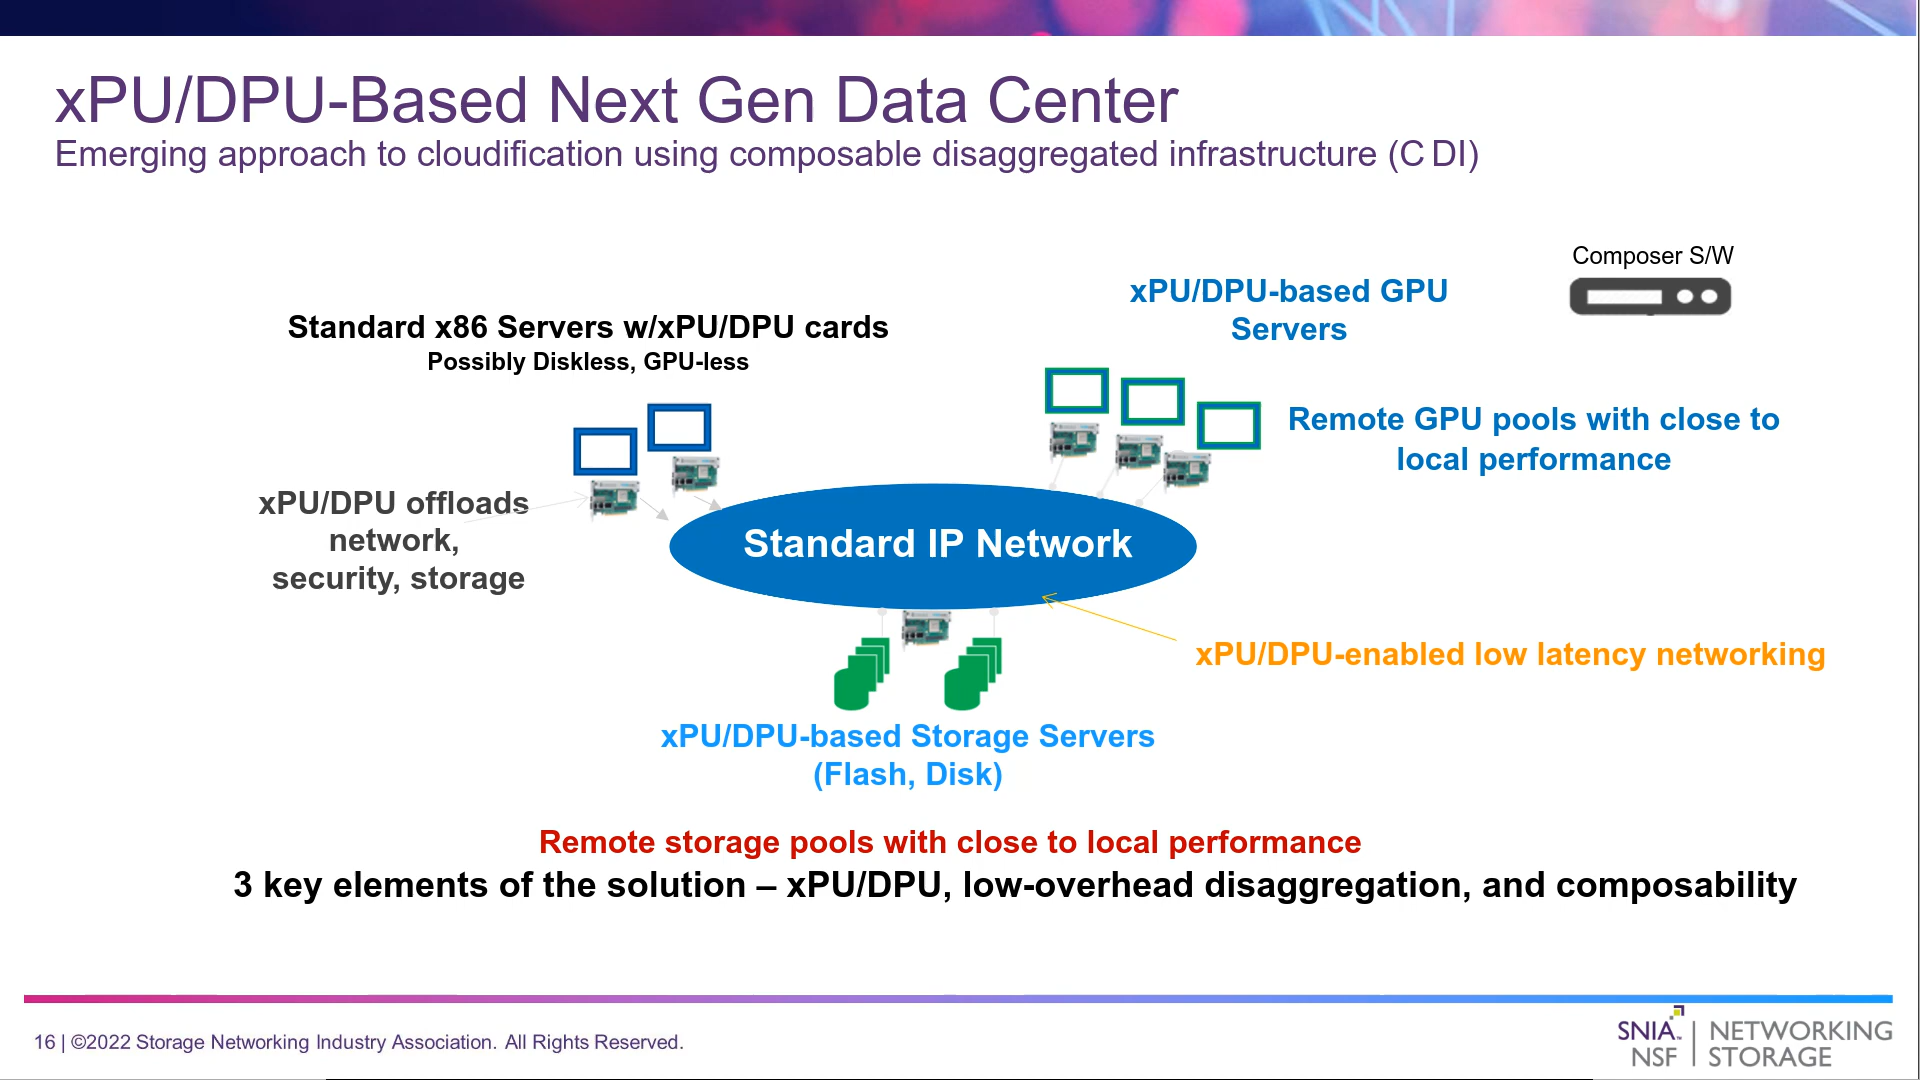 xPU/DPU-Based Next Gen Data Center
Emerging approach to cloudification using composable disaggregated infrastructure (CDI)
Composer S/W
xPU/DPU-based GPU
Servers
Standard x86 Servers w/xPU/DPU cards
Possibly Diskless, GPU-less
Remote GPU pools with close to
local performance
xPU/DPU offloads
network,
security, storage
Standard IP Network
xPU/DPU-enabled low latency networking
xPU/DPU-based Storage Servers
(Flash, Disk)
Remote storage pools with close to local performance
3 key elements of the solution – xPU/DPU, low-overhead disaggregation, and composability
16 | ©2022 Storage Networking Industry Association. All Rights Reserved.
SNIA™ | NETWORKING
NSF | STORAGE